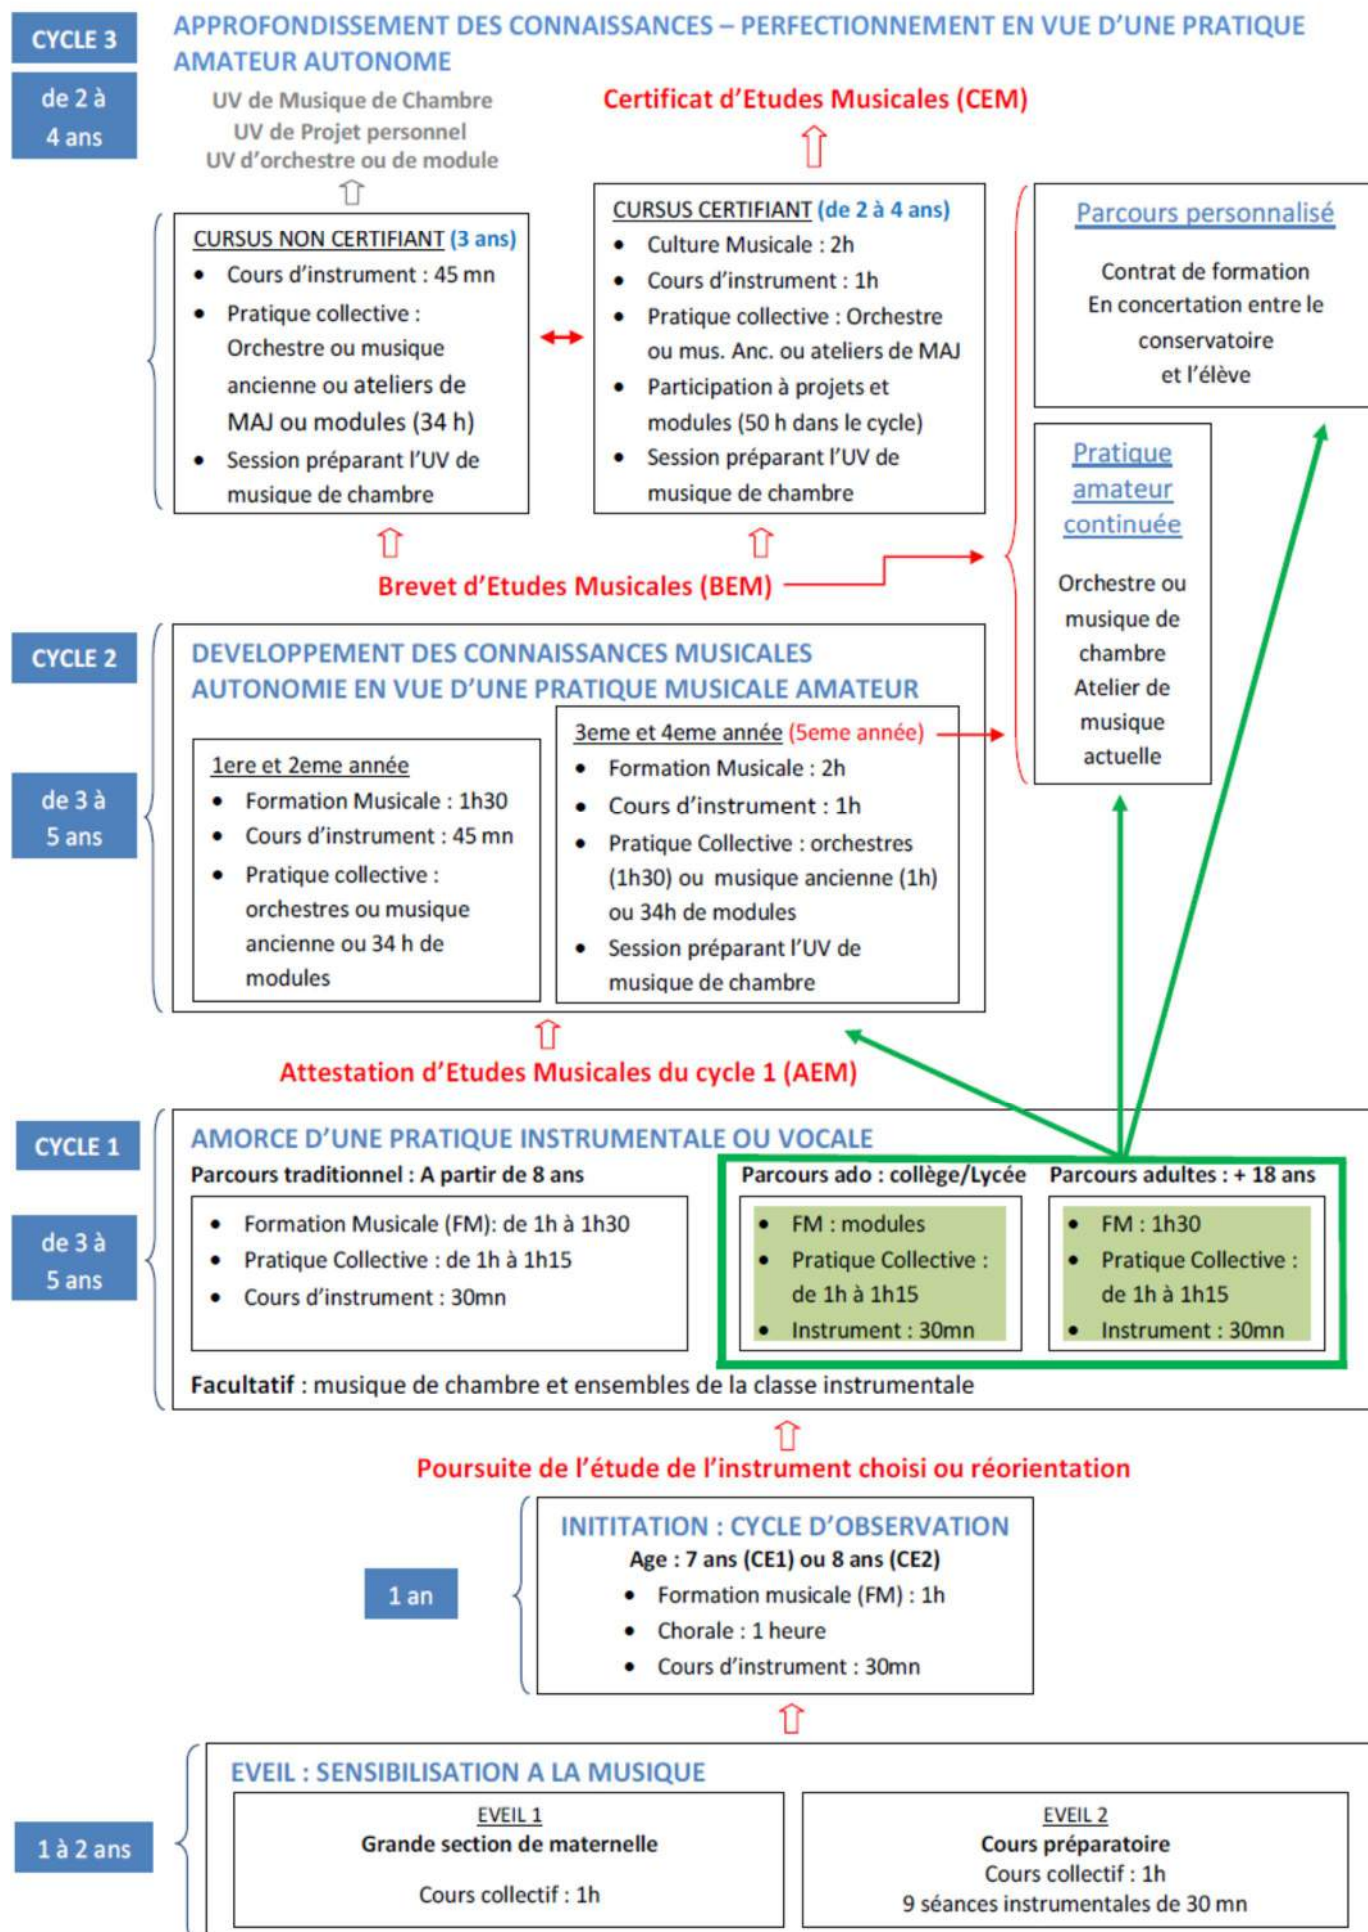 CYCLE 3
APPROFONDISSEMENT DES CONNAISSANCES – PERFECTIONNEMENT EN VUE D'UNE PRATIQUE
AMATEUR AUTONOME
de 2 à
4 ans
UV de Musique de Chambre
UV de Projet personnel
UV d'orchestre ou de module
Certificat d'Etudes Musicales (CEM)
CURSUS NON CERTIFIANT (3 ans)
• Cours d'instrument : 45 mn
• Pratique collective :
Orchestre ou musique
ancienne ou ateliers de
MAJ ou modules (34 h)
• Session préparant l'UV de
musique de chambre
CURSUS CERTIFIANT (de 2 à 4 ans)
• Culture Musicale : 2h
• Cours d'instrument : 1h
• Pratique collective : Orchestre
ou mus. Anc. ou ateliers de MAJ
• Participation à projets et
modules (50 h dans le cycle)
• Session préparant l'UV de
musique de chambre
Parcours personnalisé
Contrat de formation
En concertation entre le
conservatoire
et l'élève
Pratique
amateur
continuée
Orchestre ou
musique de
chambre
Atelier de
musique
actuelle
Brevet d'Etudes Musicales (BEM)
CYCLE 2
de 3 à
5 ans
DEVELOPPEMENT DES CONNAISSANCES MUSICALES
AUTONOMIE EN VUE D'UNE PRATIQUE MUSICALE AMATEUR
1ere et 2eme année
• Formation Musicale : 1h30
• Cours d'instrument : 45 mn
• Pratique collective :
orchestres ou musique
ancienne ou 34 h de
modules
3eme et 4eme année (5eme année)
• Formation Musicale : 2h
• Cours d'instrument : 1h
• Pratique Collective : orchestres
(1h30) ou musique ancienne (1h)
ou 34h de modules
• Session préparant l'UV de
musique de chambre
Attestation d'Etudes Musicales du cycle 1 (AEM)
CYCLE 1
de 3 à
5 ans
AMORCE D'UNE PRATIQUE INSTRUMENTALE OU VOCALE
Parcours traditionnel : A partir de 8 ans
• Formation Musicale (FM): de 1h à 1h30
• Pratique Collective : de 1h à 1h15
• Cours d'instrument : 30mn
Parcours ado : collège/Lycée
• FM : modules
• Pratique Collective :
de 1h à 1h15
• Instrument : 30mn
Parcours adultes : + 18 ans
• FM : 1h30
• Pratique Collective :
de 1h à 1h15
• Instrument : 30mn
Facultatif : musique de chambre et ensembles de la classe instrumentale
Poursuite de l'étude de l'instrument choisi ou réorientation
1 an
INITITATION : CYCLE D'OBSERVATION
Age : 7 ans (CE1) ou 8 ans (CE2)
• Formation musicale (FM) : 1h
• Chorale : 1 heure
• Cours d'instrument : 30mn
1 à 2 ans
EVEIL : SENSIBILISATION A LA MUSIQUE
EVEIL 1
Grande section de maternelle
Cours collectif : 1h
EVEIL 2
Cours préparatoire
Cours collectif : 1h
9 séances instrumentales de 30 mn